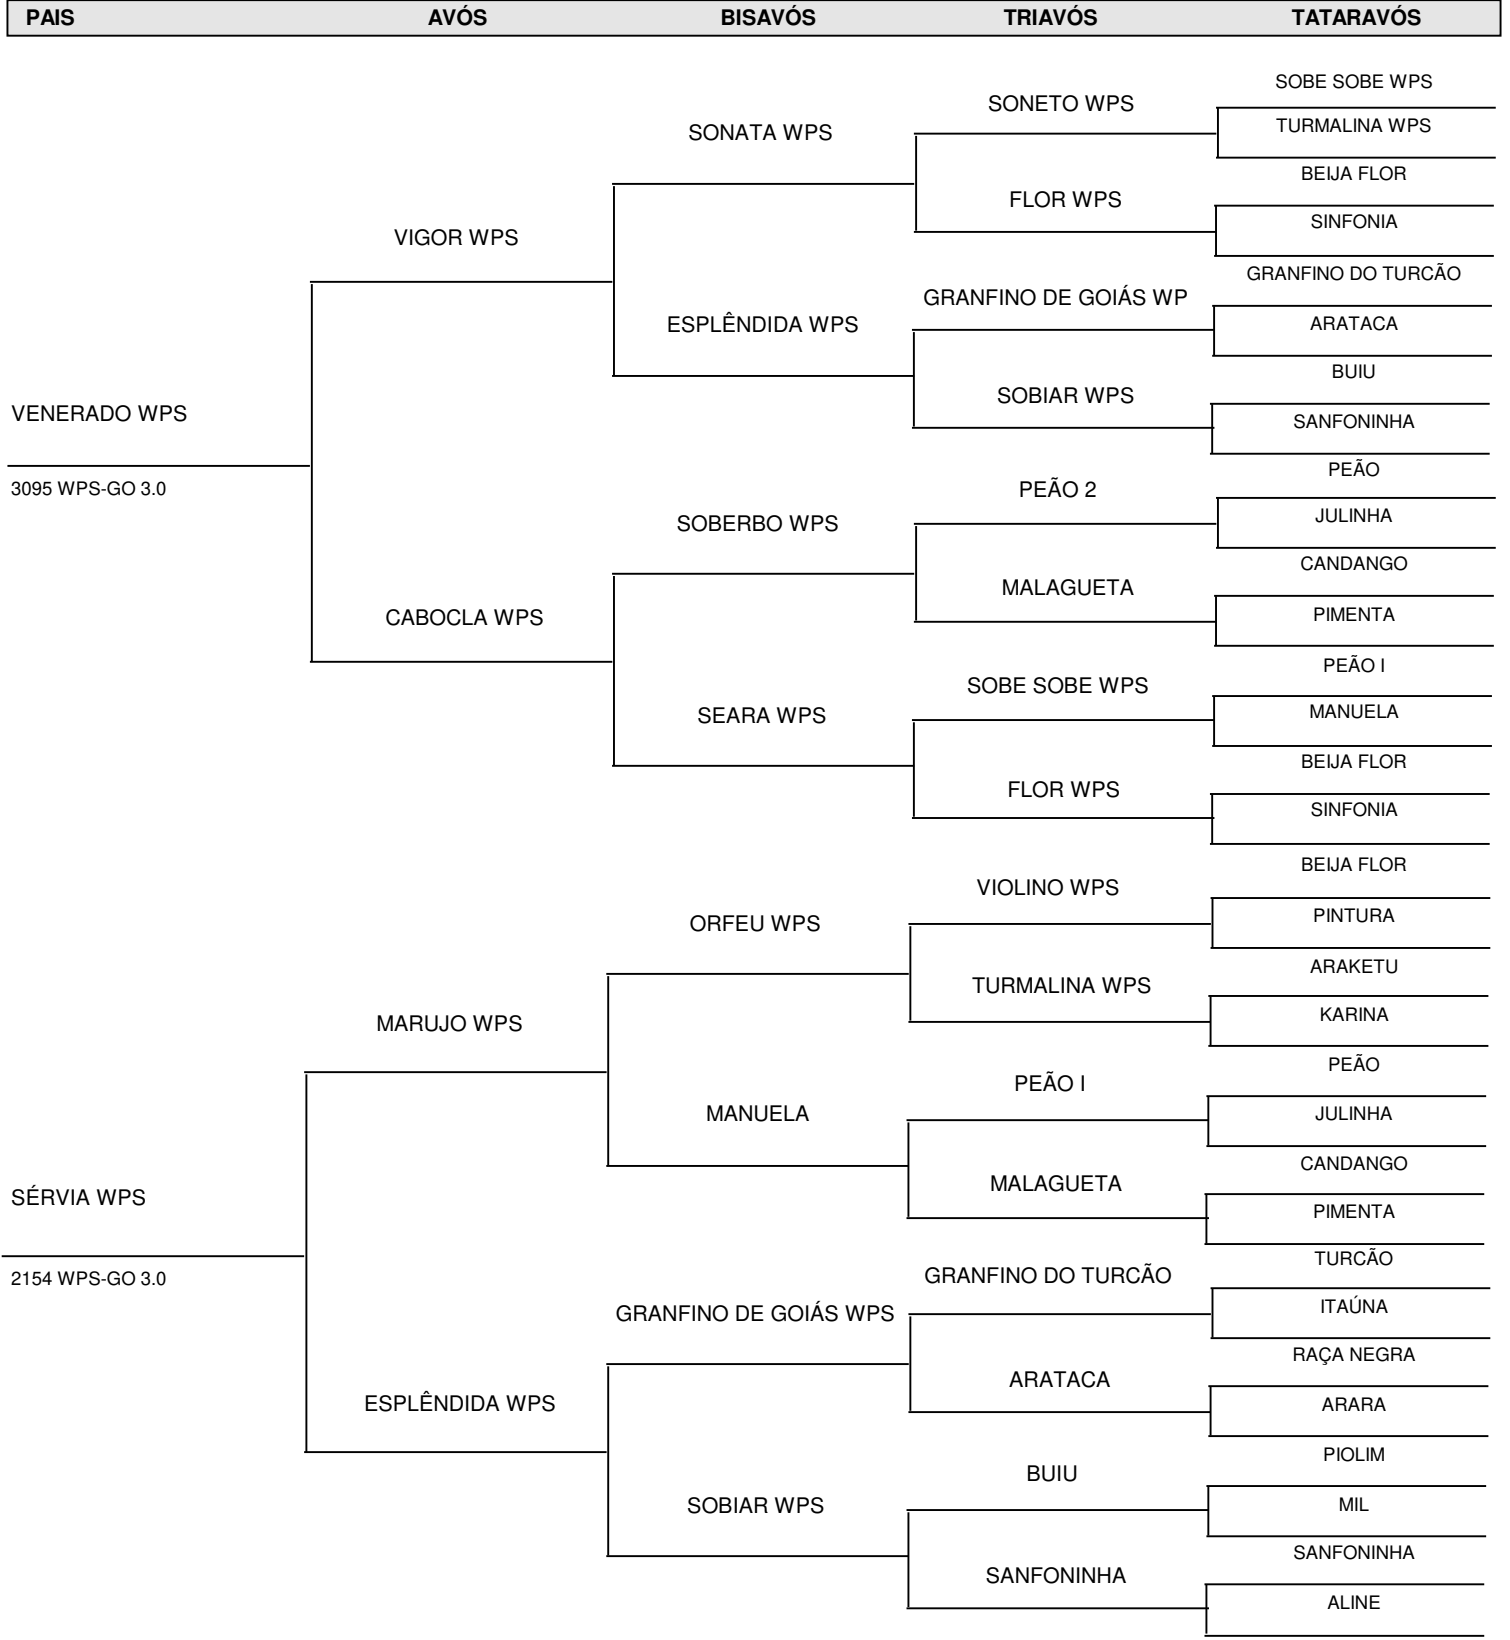 PAIS AVÓS BISAVÓS TRIAVÓS TATARAVÓS
SOBE SOBE WPS
SONETO WPS
TURMALINA WPS
SONATA WPS
BEIJA FLOR
FLOR WPS
SINFONIA
VIGOR WPS
GRANFINO DO TURCÃO
GRANFINO DE GOIÁS WP
ARATACA
ESPLÊNDIDA WPS
BUIU
SOBIAR WPS
SANFONINHA
VENERADO WPS
3095 WPS-GO 3.0
PEÃO
PEÃO 2
JULINHA
SOBERBO WPS
CANDANGO
MALAGUETA
PIMENTA
CABOCLA WPS
PEÃO I
SOBE SOBE WPS
MANUELA
SEARA WPS
BEIJA FLOR
FLOR WPS
SINFONIA
BEIJA FLOR
VIOLINO WPS
PINTURA
ORFEU WPS
ARAKETU
TURMALINA WPS
KARINA
MARUJO WPS
PEÃO
PEÃO I
JULINHA
MANUELA
CANDANGO
MALAGUETA
PIMENTA
SÉRVIA WPS
2154 WPS-GO 3.0
TURCÃO
GRANFINO DO TURCÃO
ITAÚNA
GRANFINO DE GOIÁS WPS
RAÇA NEGRA
ARATACA
ARARA
ESPLÊNDIDA WPS
PIOLIM
BUIU
MIL
SOBIAR WPS
SANFONINHA
SANFONINHA
ALINE